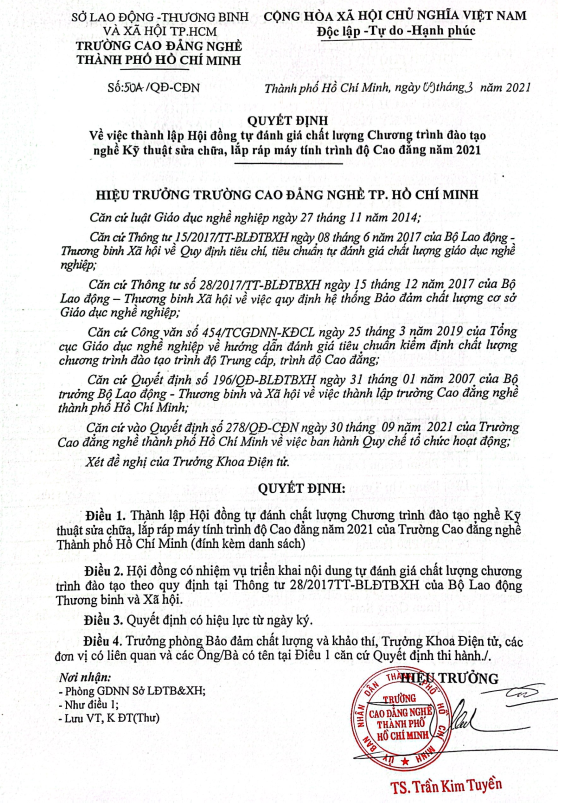 SỞ LAO ĐỘNG -THƯƠNG BINH
VÀ XÃ HỘI TP.HCM
TRƯỜNG CAO ĐẲNG NGHỀ
THÀNH PHỐ HỒ CHÍ MINH
CỘNG HÒA XÃ HỘI CHỦ NGHĨA VIỆT NAM
Độc lập -Tự do -Hạnh phúc
Số:50A/QĐ-CĐN
Thành phố Hồ Chí Minh, ngày 09 tháng 3 năm 2021
QUYẾT ĐỊNH
Về việc thành lập Hội đồng tự đánh giá chất lượng Chương trình đào tạo
nghề Kỹ thuật sửa chữa, lắp ráp máy tính trình độ Cao đẳng năm 2021
HIỆU TRƯỞNG TRƯỜNG CAO ĐẲNG NGHỀ TP. HỒ CHÍ MINH
Căn cứ luật Giáo dục nghề nghiệp ngày 27 tháng 11 năm 2014;
Căn cứ Thông tư 15/2017/TT-BLĐTBXH ngày 08 tháng 6 năm 2017 của Bộ Lao động -
Thương binh Xã hội về Quy định tiêu chí, tiêu chuẩn tự đánh giá chất lượng giáo dục nghề
nghiệp;
Căn cứ Thông tư số 28/2017/TT-BLĐTBXH ngày 15 tháng 12 năm 2017 của Bộ
Lao động – Thương binh Xã hội về việc quy định hệ thống Bảo đảm chất lượng cơ sở
Giáo dục nghề nghiệp;
Căn cứ Công văn số 454/TCGDNN-KĐCL ngày 25 tháng 3 năm 2019 của Tổng
cục Giáo dục nghề nghiệp về hướng dẫn đánh giá tiêu chuẩn kiểm định chất lượng
chương trình đào tạo trình độ Trung cấp, trình độ Cao đẳng;
Căn cứ Quyết định số 196/QĐ-BLĐTBXH ngày 31 tháng 01 năm 2007 của Bộ
trưởng Bộ Lao động - Thương binh và Xã hội về việc thành lập trường Cao đẳng nghề
thành phố Hồ Chí Minh;
Căn cứ vào Quyết định số 278/QĐ-CĐN ngày 30 tháng 09 năm 2021 của Trường
Cao đẳng nghề thành phố Hồ Chí Minh về việc ban hành Quy chế tổ chức hoạt động;
Xét đề nghị của Trưởng Khoa Điện tử.
QUYẾT ĐỊNH:
Điều 1. Thành lập Hội đồng tự đánh chất lượng Chương trình đào tạo nghề Kỹ
thuật sửa chữa, lắp ráp máy tính trình độ Cao đẳng năm 2021 của Trường Cao đẳng nghề
Thành phố Hồ Chí Minh (đính kèm danh sách)
Điều 2. Hội đồng có nhiệm vụ triển khai nội dung tự đánh giá chất lượng chương
trình đào tạo theo quy định tại Thông tư 28/2017TT-BLĐTBXH của Bộ Lao động
Thương binh và Xã hội.
Điều 3. Quyết định có hiệu lực từ ngày ký.
Điều 4. Trưởng phòng Bảo đảm chất lượng và khảo thí, Trưởng Khoa Điện tử, các
đơn vị có liên quan và các Ông/Bà có tên tại Điều 1 căn cứ Quyết định thi hành./.
Nơi nhận:
- Phòng GDNN Sở LĐTB&XH;
- Như điều 1;
- Lưu VT, K ĐT(Thư)
HIỆU TRƯỞNG
ỦY BAN NHÂN DÂN THÀNH PHỐ HỒ CHÍ MINH
TRƯỜNG
CAO ĐẲNG NGHỀ
THÀNH PHỐ
HỒ CHÍ MINH
TS. Trần Kim Tuyền